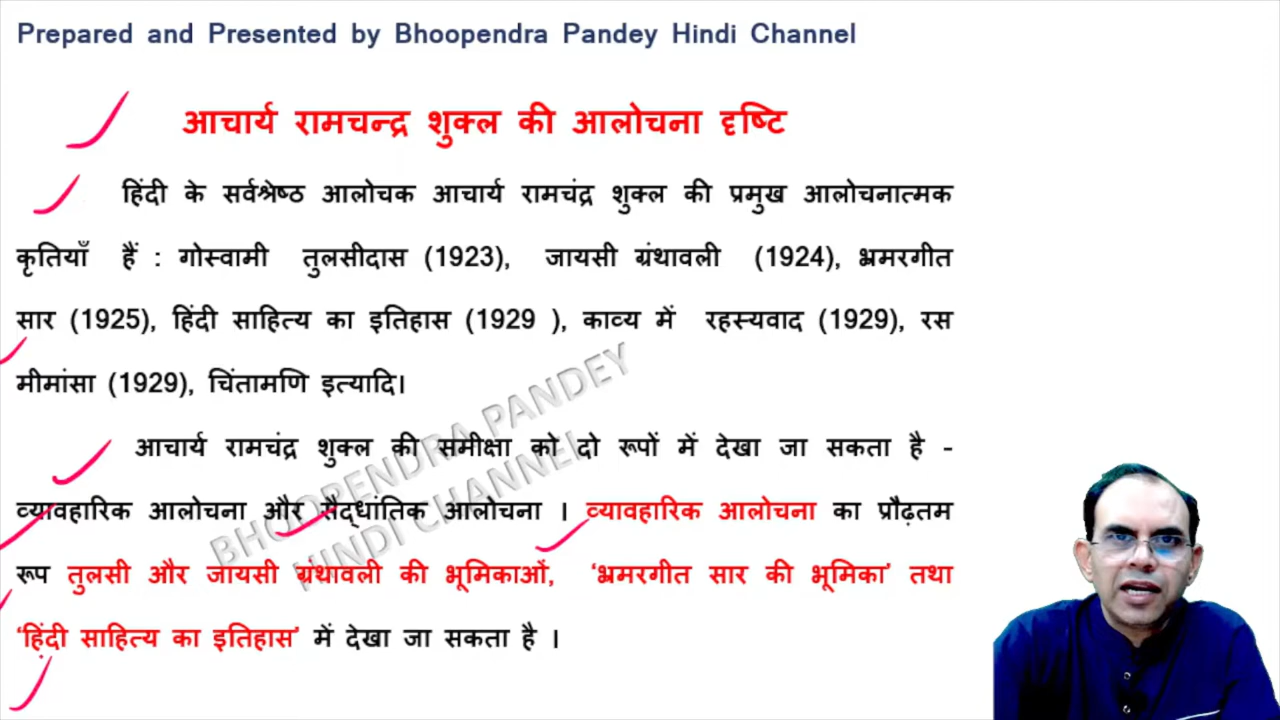 Prepared and Presented by Bhoopendra Pandey Hindi Channel
आचार्य रामचन्द्र शुक्ल की आलोचना दृष्टि
हिंदी के सर्वश्रेष्ठ आलोचक आचार्य रामचंद्र शुक्ल की प्रमुख आलोचनात्मक
कृतियाँ हैं : गोस्वामी तुलसीदास (1923), जायसी ग्रंथावली (1924), भ्रमरगीत
सार (1925), हिंदी साहित्य का इतिहास (1929 ), काव्य में रहस्यवाद (1929), रस
मीमांसा (1929), चिंतामणि इत्यादि।
आचार्य रामचंद्र शुक्ल की समीक्षा को दो रूपों में देखा जा सकता है -
व्यावहारिक आलोचना और सैद्धांतिक आलोचना । व्यावहारिक आलोचना का प्रौढ़तम
रूप तुलसी और जायसी ग्रंथावली की भूमिकाओं, ‘भ्रमरगीत सार की भूमिका’ तथा
‘हिंदी साहित्य का इतिहास’ में देखा जा सकता है ।
BHOOPENDRA PANDEY
HINDI CHANNEL